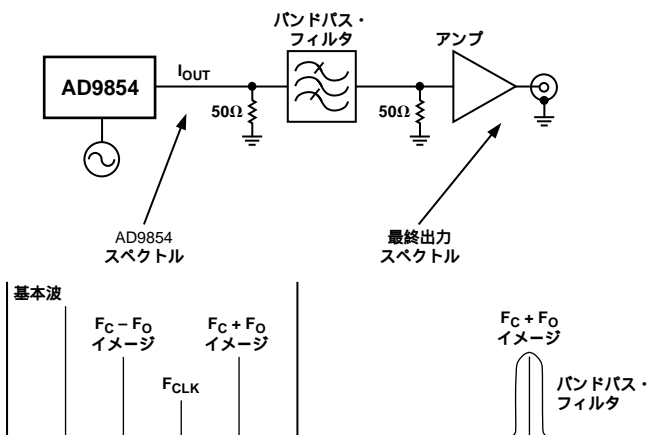 バンドパス・
フィルタ
アンプ
AD9854
IOUT
50Ω
50Ω
AD9854
スペクトル
最終出力
スペクトル
基本波
FC – FO
イメージ
FC + FO
イメージ
FCLK
FC + FO
イメージ
バンドパス・
フィルタ